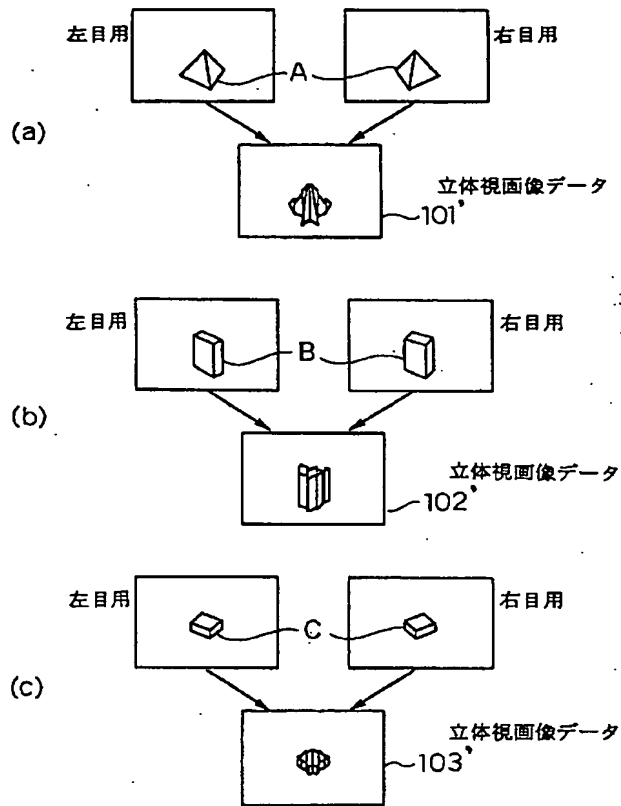 左目用 右目用
A
(a)
立体視画像データ
101'
左目用 右目用
B
(b)
立体視画像データ
102'
左目用 右目用
C
(c)
立体視画像データ
103'